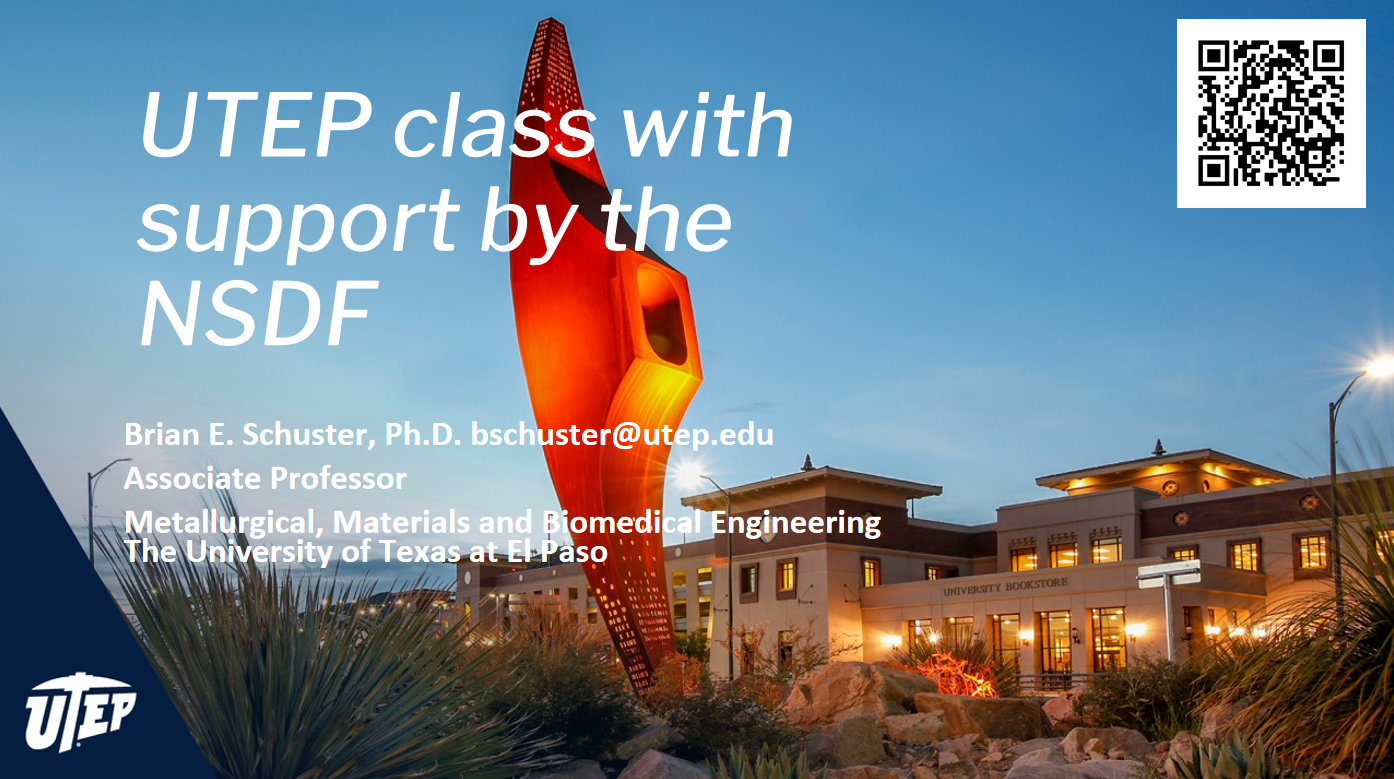 UTEP class with
support by the
NSDF
Brian E. Schuster, Ph.D. bschuster@utep.edu
Associate Professor
Metallurgical, Materials and Biomedical Engineering
The University of Texas at El Paso
UNIVERSITY BOOKSTORE
UTEP